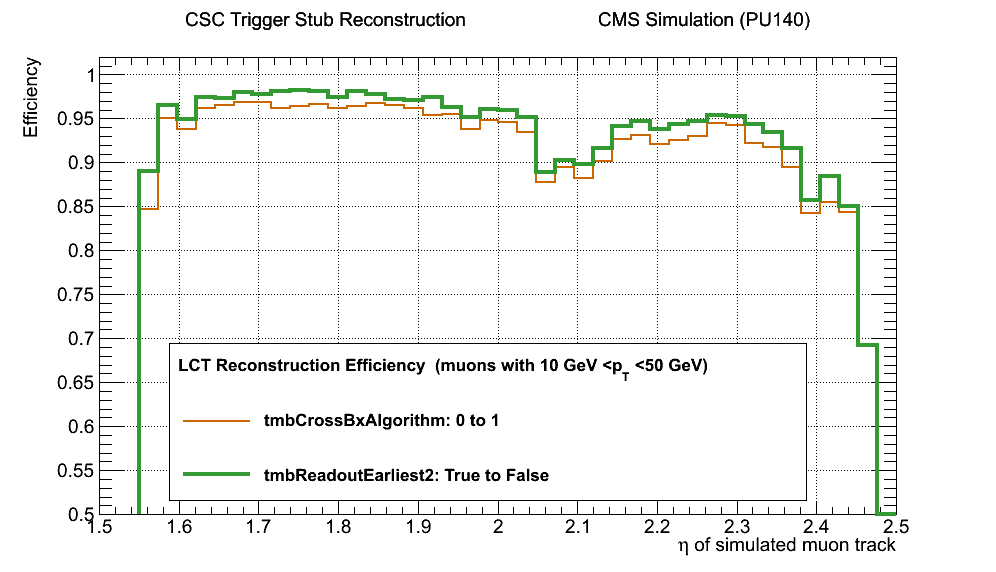 CSC Trigger Stub Reconstruction CMS Simulation (PU140)
Efficiency
1
0.95
0.9
0.85
0.8
0.75
0.7
0.65
0.6
0.55
0.5
LCT Reconstruction Efficiency (muons with 10 GeV <pT <50 GeV)
tmbCrossBxAlgorithm: 0 to 1
tmbReadoutEarliest2: True to False
1.5 1.6 1.7 1.8 1.9 2 2.1 2.2 2.3 2.4 2.5
η of simulated muon track